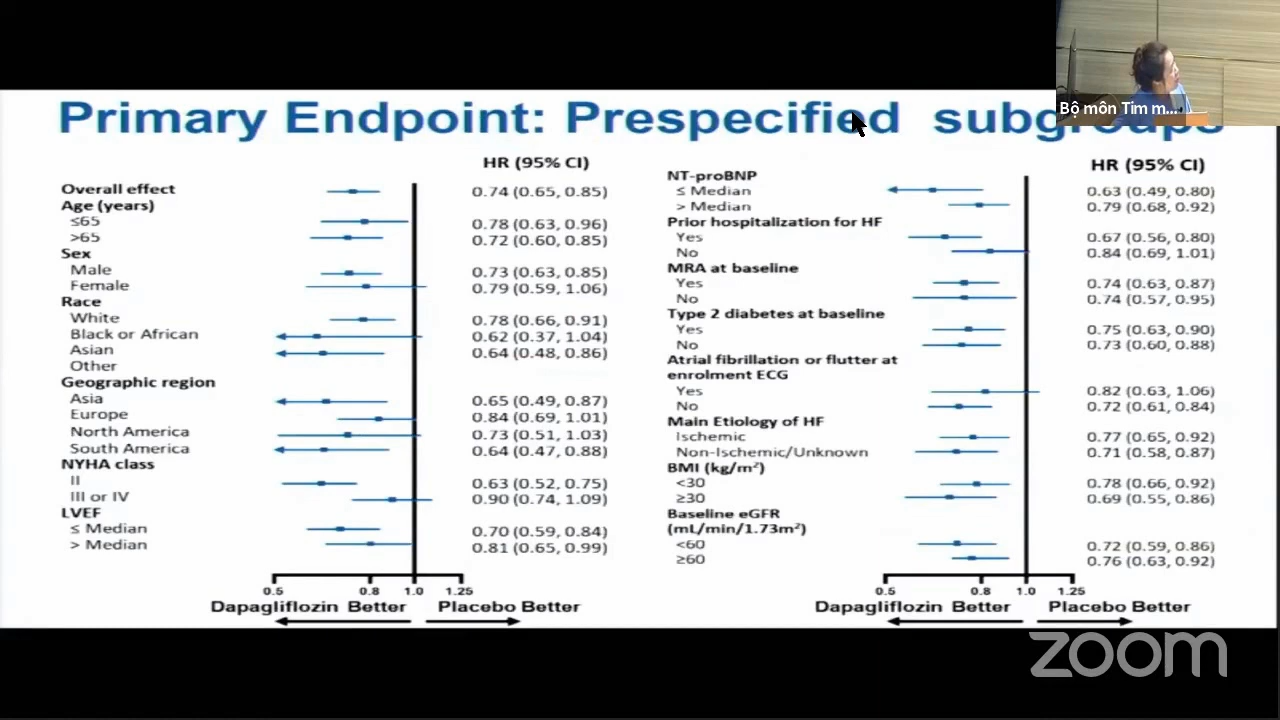 Primary Endpoint: Prespecified subgroups
Bộ môn Tim m...
HR (95% CI)
Overall effect 0.74 (0.65, 0.85)
Age (years)
≤65 0.78 (0.63, 0.96)
>65 0.72 (0.60, 0.85)
Sex
Male 0.73 (0.63, 0.85)
Female 0.79 (0.59, 1.06)
Race
White 0.78 (0.66, 0.91)
Black or African 0.62 (0.37, 1.04)
Asian 0.64 (0.48, 0.86)
Other
Geographic region
Asia 0.65 (0.49, 0.87)
Europe 0.84 (0.69, 1.01)
North America 0.73 (0.51, 1.03)
South America 0.64 (0.47, 0.88)
NYHA class
II 0.63 (0.52, 0.75)
III or IV 0.90 (0.74, 1.09)
LVEF
≤ Median 0.70 (0.59, 0.84)
> Median 0.81 (0.65, 0.99)
0.5 0.8 1.0 1.25
Dapagliflozin Better Placebo Better
HR (95% CI)
NT-proBNP
≤ Median 0.63 (0.49, 0.80)
> Median 0.79 (0.68, 0.92)
Prior hospitalization for HF
Yes 0.67 (0.56, 0.80)
No 0.84 (0.69, 1.01)
MRA at baseline
Yes 0.74 (0.63, 0.87)
No 0.74 (0.57, 0.95)
Type 2 diabetes at baseline
Yes 0.75 (0.63, 0.90)
No 0.73 (0.60, 0.88)
Atrial fibrillation or flutter at
enrolment ECG
Yes 0.82 (0.63, 1.06)
No 0.72 (0.61, 0.84)
Main Etiology of HF
Ischemic 0.77 (0.65, 0.92)
Non-Ischemic/Unknown 0.71 (0.58, 0.87)
BMI (kg/m²)
<30 0.78 (0.66, 0.92)
≥30 0.69 (0.55, 0.86)
Baseline eGFR
(mL/min/1.73m²)
<60 0.72 (0.59, 0.86)
≥60 0.76 (0.63, 0.92)
0.5 0.8 1.0 1.25
Dapagliflozin Better Placebo Better
zoom